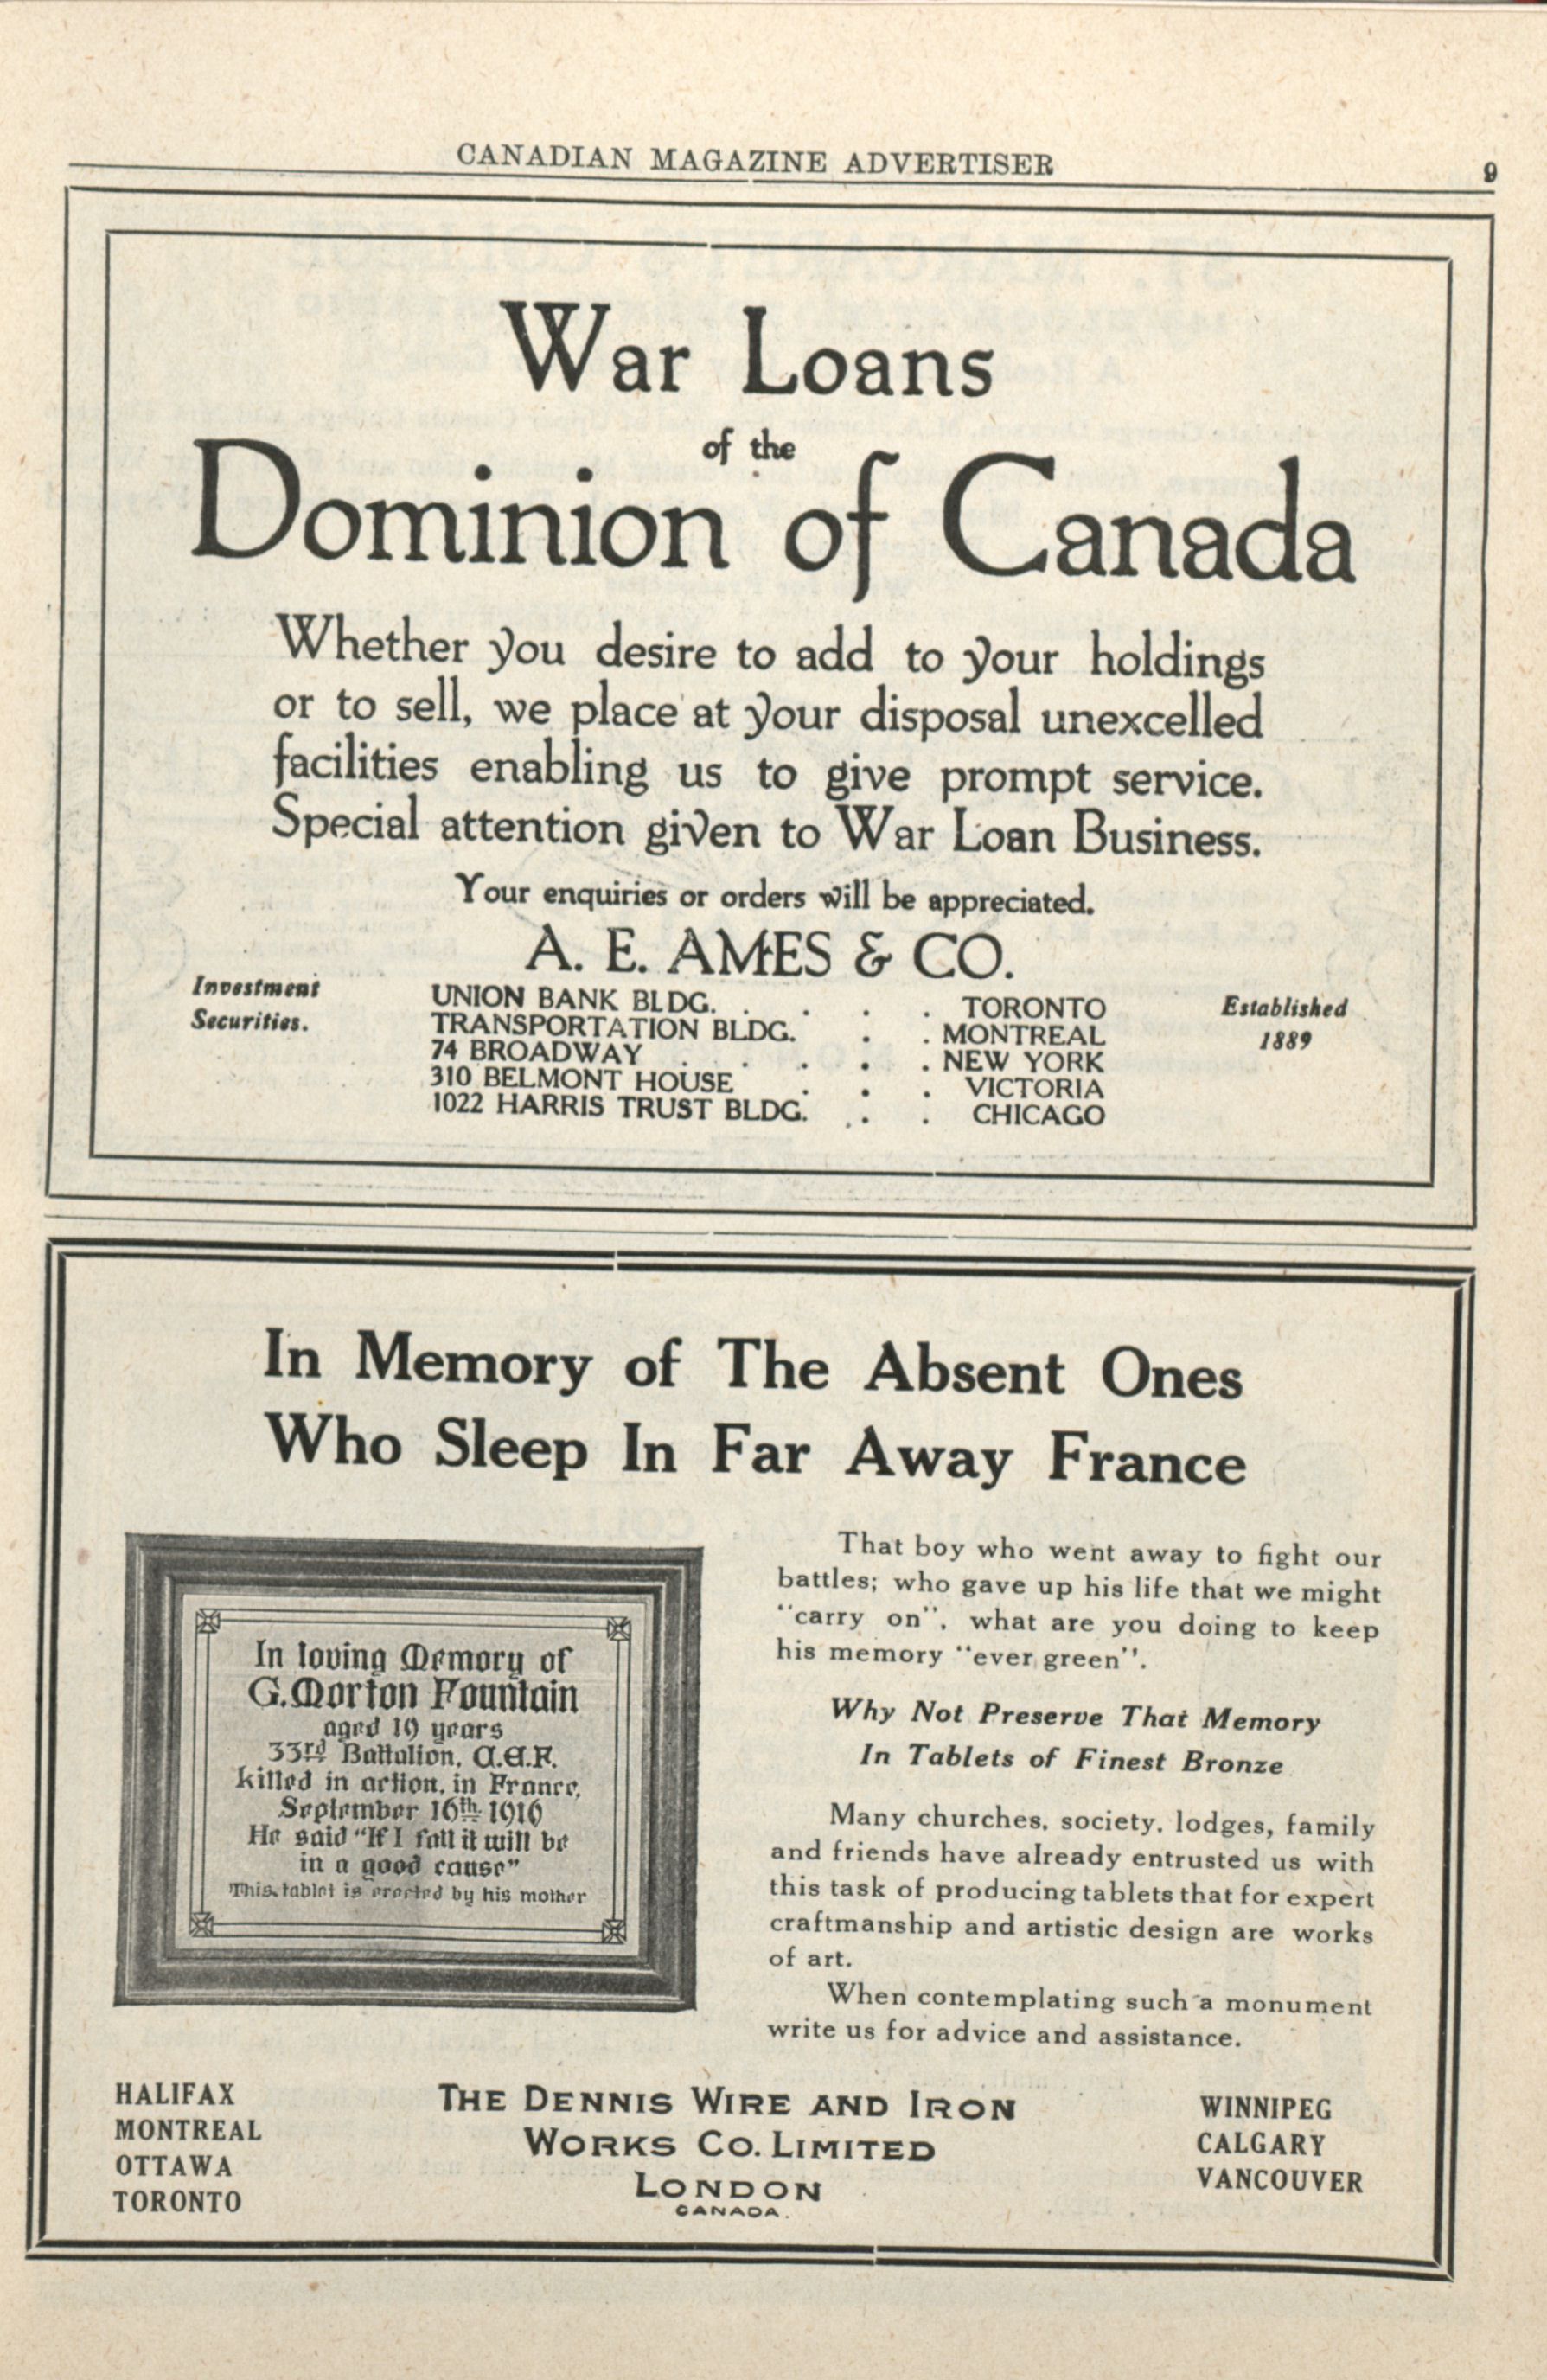 CANADIAN MAGAZINE ADVERTISER 9
War Loans
of the
Dominion of Canada
Whether you desire to add to your holdings
or to sell, we place at your disposal unexcelled
facilities enabling us to give prompt service.
Special attention given to War Loan Business.
Your enquiries or orders will be appreciated.
A. E. AMES & CO.
Investment
Securities.
UNION BANK BLDG. . . . . TORONTO
TRANSPORTATION BLDG. . . MONTREAL
74 BROADWAY . . . . . NEW YORK
310 BELMONT HOUSE . . . VICTORIA
1022 HARRIS TRUST BLDG. . . . CHICAGO
Established
1889
In Memory of The Absent Ones
Who Sleep In Far Away France
In loving Memory of
G. Morton Fountain
aged 19 years
33rd Battalion, C.E.F.
killed in action, in France,
September 16th 1916
He said "If I fall it will be
in a good cause"
This tablet is erected by his mother
That boy who went away to fight our
battles; who gave up his life that we might
"carry on", what are you doing to keep
his memory "ever green".
Why Not Preserve That Memory
In Tablets of Finest Bronze
Many churches, society, lodges, family
and friends have already entrusted us with
this task of producing tablets that for expert
craftmanship and artistic design are works
of art.
When contemplating such a monument
write us for advice and assistance.
HALIFAX
MONTREAL
OTTAWA
TORONTO
THE DENNIS WIRE AND IRON
WORKS CO. LIMITED
LONDON
CANADA.
WINNIPEG
CALGARY
VANCOUVER